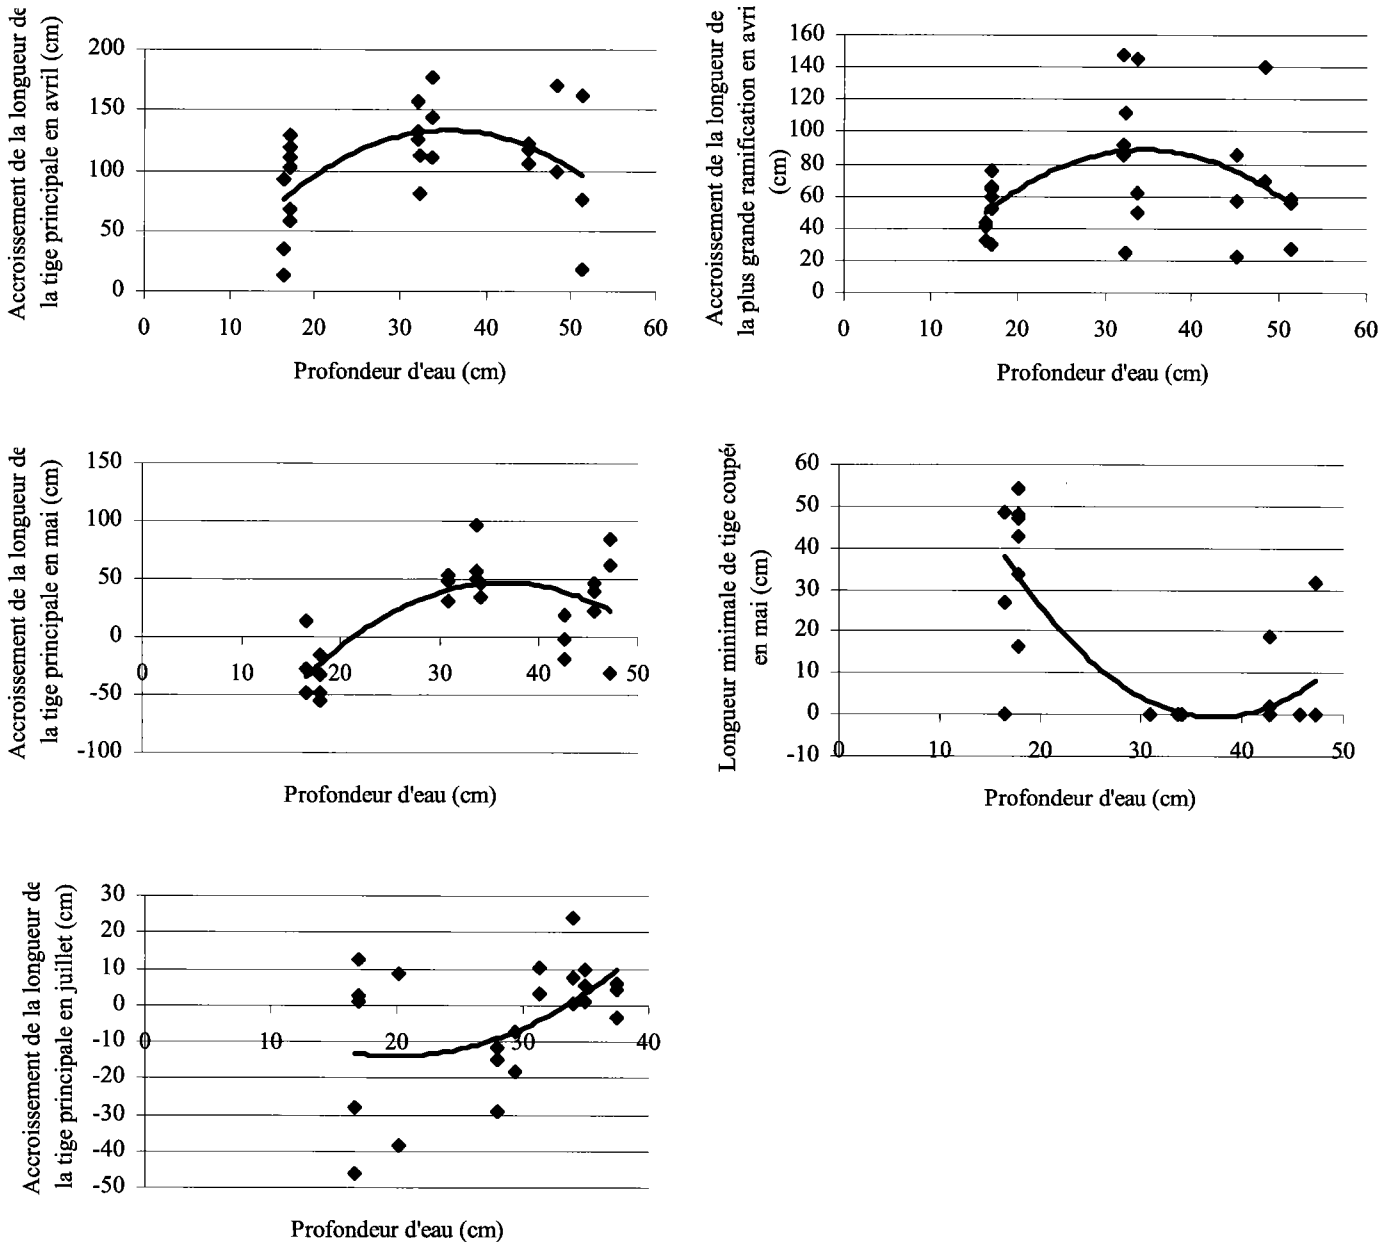 Accroissement de la longueur de
la tige principale en avril (cm)
200
150
100
50
0
0 10 20 30 40 50 60
Profondeur d'eau (cm)
Accroissement de la longueur de
la plus grande ramification en avri
(cm)
160
140
120
100
80
60
40
20
0
0 10 20 30 40 50 60
Profondeur d'eau (cm)
Accroissement de la longueur de
la tige principale en mai (cm)
150
100
50
0
-50
-100
0 10 20 30 40 50
Profondeur d'eau (cm)
Longueur minimale de tige coupée
en mai (cm)
60
50
40
30
20
10
0
-10
0 10 20 30 40 50
Profondeur d'eau (cm)
Accroissement de la longueur de
la tige principale en juillet (cm)
30
20
10
0
-10
-20
-30
-40
-50
0 10 20 30 40
Profondeur d'eau (cm)